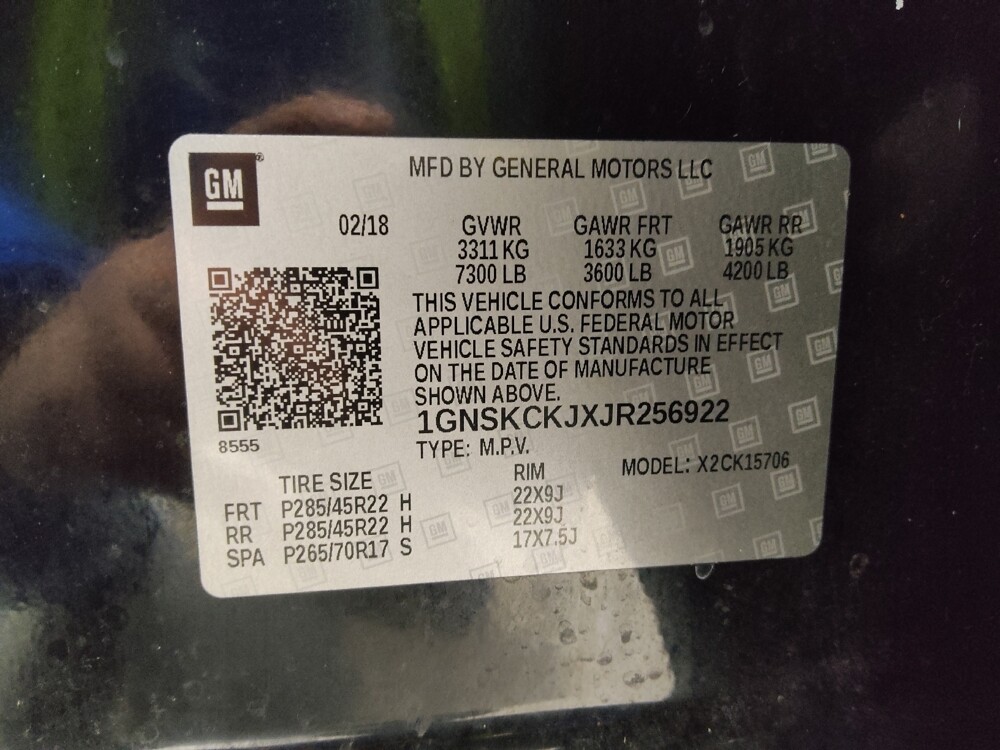 GM
MFD BY GENERAL MOTORS LLC
02/18 GVWR GAWR FRT GAWR RR
3311 KG 1633 KG 1905 KG
7300 LB 3600 LB 4200 LB
THIS VEHICLE CONFORMS TO ALL
APPLICABLE U.S. FEDERAL MOTOR
VEHICLE SAFETY STANDARDS IN EFFECT
ON THE DATE OF MANUFACTURE
SHOWN ABOVE.
1GNSKCKJXJR256922
8555
TYPE: M.P.V. MODEL: X2CK15706
TIRE SIZE RIM
FRT P285/45R22 H 22X9J
RR P285/45R22 H 22X9J
SPA P265/70R17 S 17X7.5J